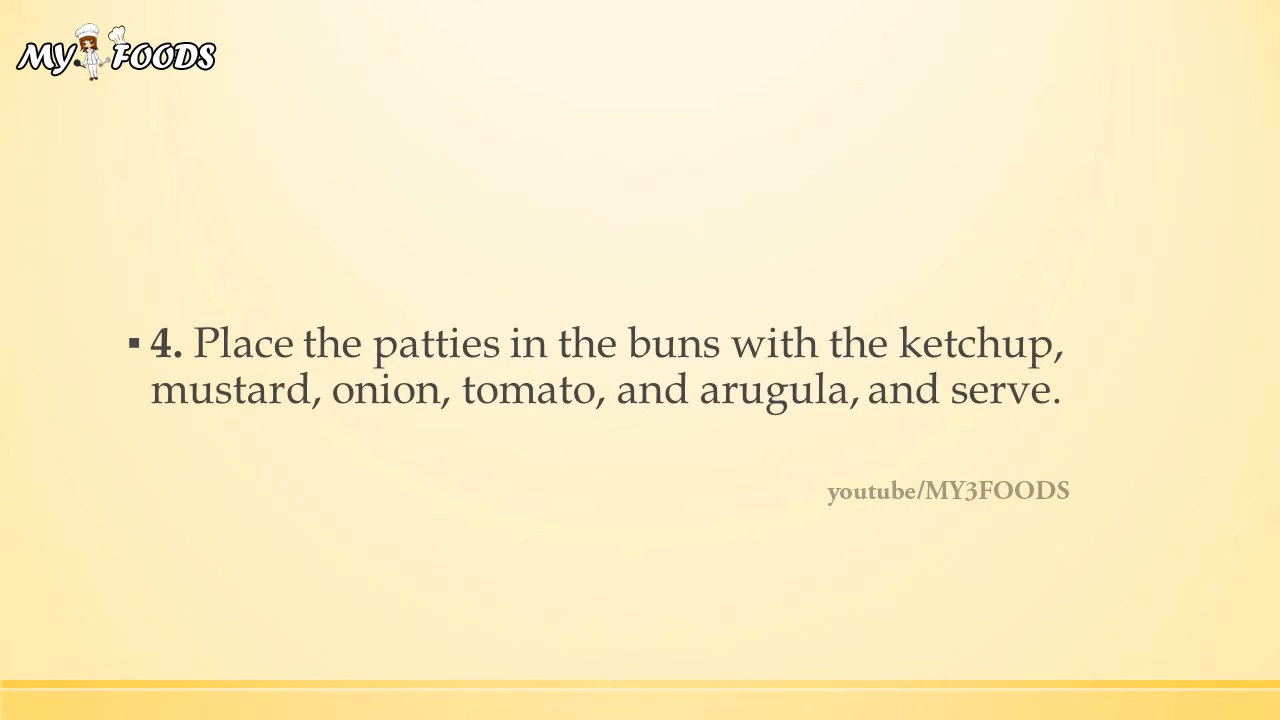 MY FOODS
▪ 4. Place the patties in the buns with the ketchup,
mustard, onion, tomato, and arugula, and serve.
youtube/MY3FOODS